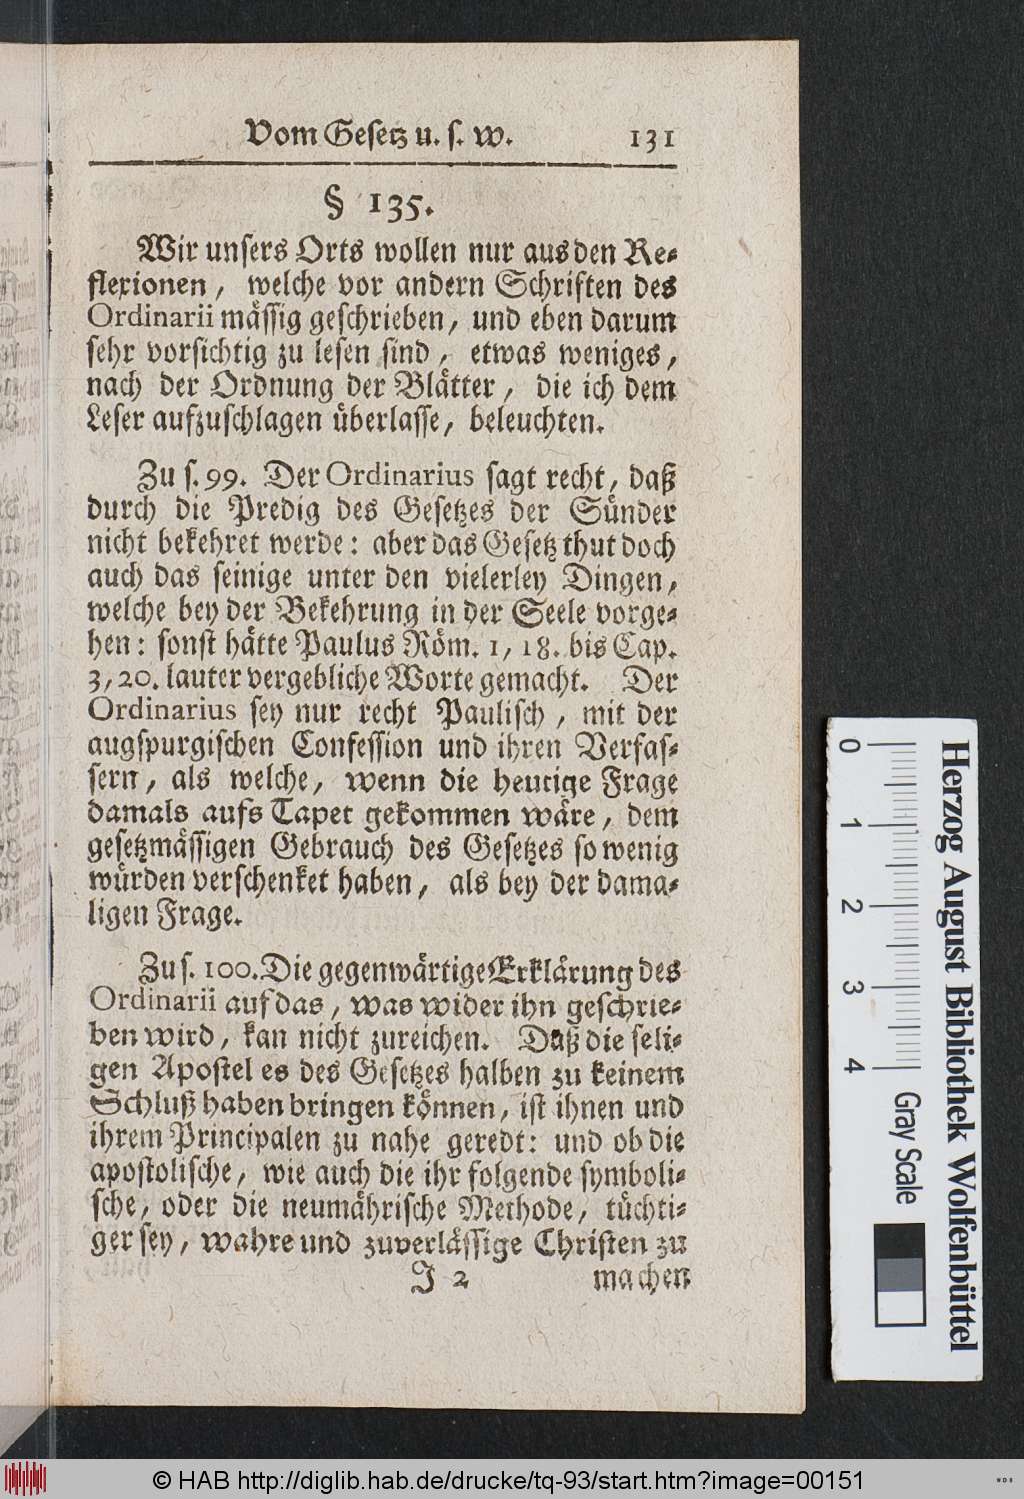 Vom Gesetz u. s. w. 131
§ 135.
Wir unsers Orts wollen nur aus den Re-
flexionen, welche vor andern Schriften des
Ordinarii mässig geschrieben, und eben darum
sehr vorsichtig zu lesen sind, etwas weniges,
nach der Ordnung der Blätter, die ich dem
Leser aufzuschlagen überlasse, beleuchten.
Zu s. 99. Der Ordinarius sagt recht, daß
durch die Predig des Gesetzes der Sünder
nicht bekehret werde: aber das Gesetz thut doch
auch das seinige unter den vielerley Dingen,
welche bey der Bekehrung in der Seele vorge-
hen: sonst hätte Paulus Röm. 1, 18. bis Cap.
3, 20. lauter vergebliche Worte gemacht. Der
Ordinarius sey nur recht Paulisch, mit der
augspurgischen Confession und ihren Verfas-
sern, als welche, wenn die heutige Frage
damals aufs Tapet gekommen wäre, dem
gesetzmässigen Gebrauch des Gesetzes so wenig
würden verschenket haben, als bey der dama-
ligen Frage.
Zu s. 100. Die gegenwärtige Erklärung des
Ordinarii auf das, was wider ihn geschrie-
ben wird, kan nicht zureichen. Daß die seli-
gen Apostel es des Gesetzes halben zu keinem
Schluß haben bringen können, ist ihnen und
ihrem Principalen zu nahe geredt: und ob die
apostolische, wie auch die ihr folgende symboli-
sche, oder die neumährische Methode, tüchti-
ger sey, wahre und zuverlässige Christen zu
J 2 machen
Herzog August Bibliothek Wolfenbüttel
0 1 2 3 4 Gray Scale
© HAB http://diglib.hab.de/drucke/tq-93/start.htm?image=00151